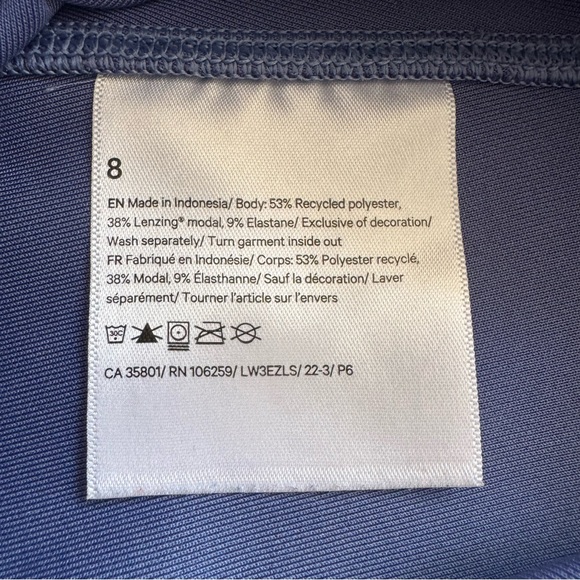 8
EN Made in Indonesia/ Body: 53% Recycled polyester,
38% Lenzing® modal, 9% Elastane/ Exclusive of decoration/
Wash separately/ Turn garment inside out
FR Fabriqué en Indonésie/ Corps: 53% Polyester recyclé,
38% Modal, 9% Élasthanne/ Sauf la décoration/ Laver
séparément/ Tourner l'article sur l'envers
30C
CA 35801/ RN 106259/ LW3EZLS/ 22-3/ P6